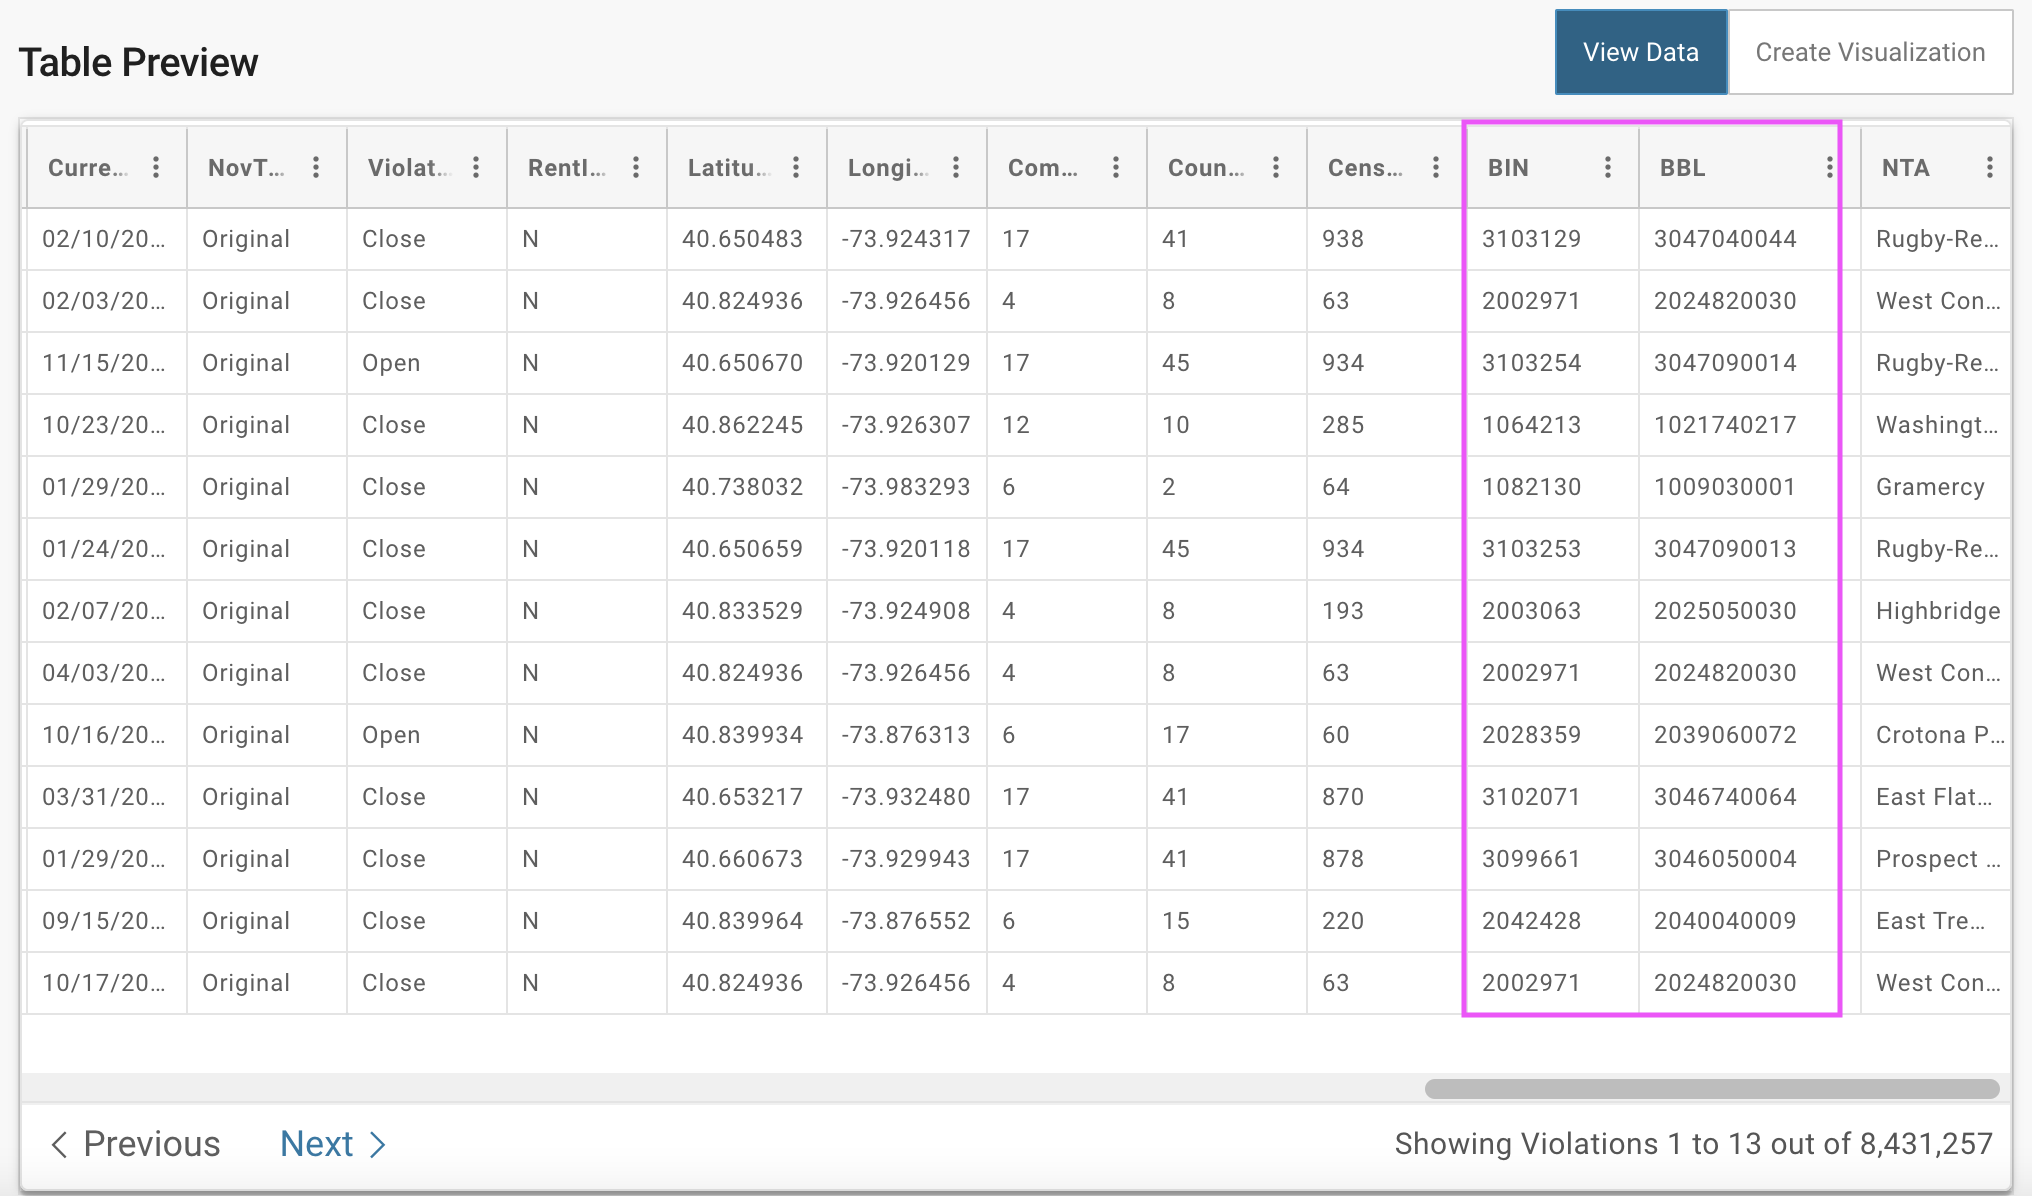 Table Preview
View Data
Create Visualization
Curre... NovT... Violat... RentI... Latitu... Longi... Com... Coun... Cens... BIN BBL NTA
02/10/20... Original Close N 40.650483 -73.924317 17 41 938 3103129 3047040044 Rugby-Re...
02/03/20... Original Close N 40.824936 -73.926456 4 8 63 2002971 2024820030 West Con...
11/15/20... Original Open N 40.650670 -73.920129 17 45 934 3103254 3047090014 Rugby-Re...
10/23/20... Original Close N 40.862245 -73.926307 12 10 285 1064213 1021740217 Washingt...
01/29/20... Original Close N 40.738032 -73.983293 6 2 64 1082130 1009030001 Gramercy
01/24/20... Original Close N 40.650659 -73.920118 17 45 934 3103253 3047090013 Rugby-Re...
02/07/20... Original Close N 40.833529 -73.924908 4 8 193 2003063 2025050030 Highbridge
04/03/20... Original Close N 40.824936 -73.926456 4 8 63 2002971 2024820030 West Con...
10/16/20... Original Open N 40.839934 -73.876313 6 17 60 2028359 2039060072 Crotona P...
03/31/20... Original Close N 40.653217 -73.932480 17 41 870 3102071 3046740064 East Flat...
01/29/20... Original Close N 40.660673 -73.929943 17 41 878 3099661 3046050004 Prospect ...
09/15/20... Original Close N 40.839964 -73.876552 6 15 220 2042428 2040040009 East Tre...
10/17/20... Original Close N 40.824936 -73.926456 4 8 63 2002971 2024820030 West Con...
Previous Next Showing Violations 1 to 13 out of 8,431,257